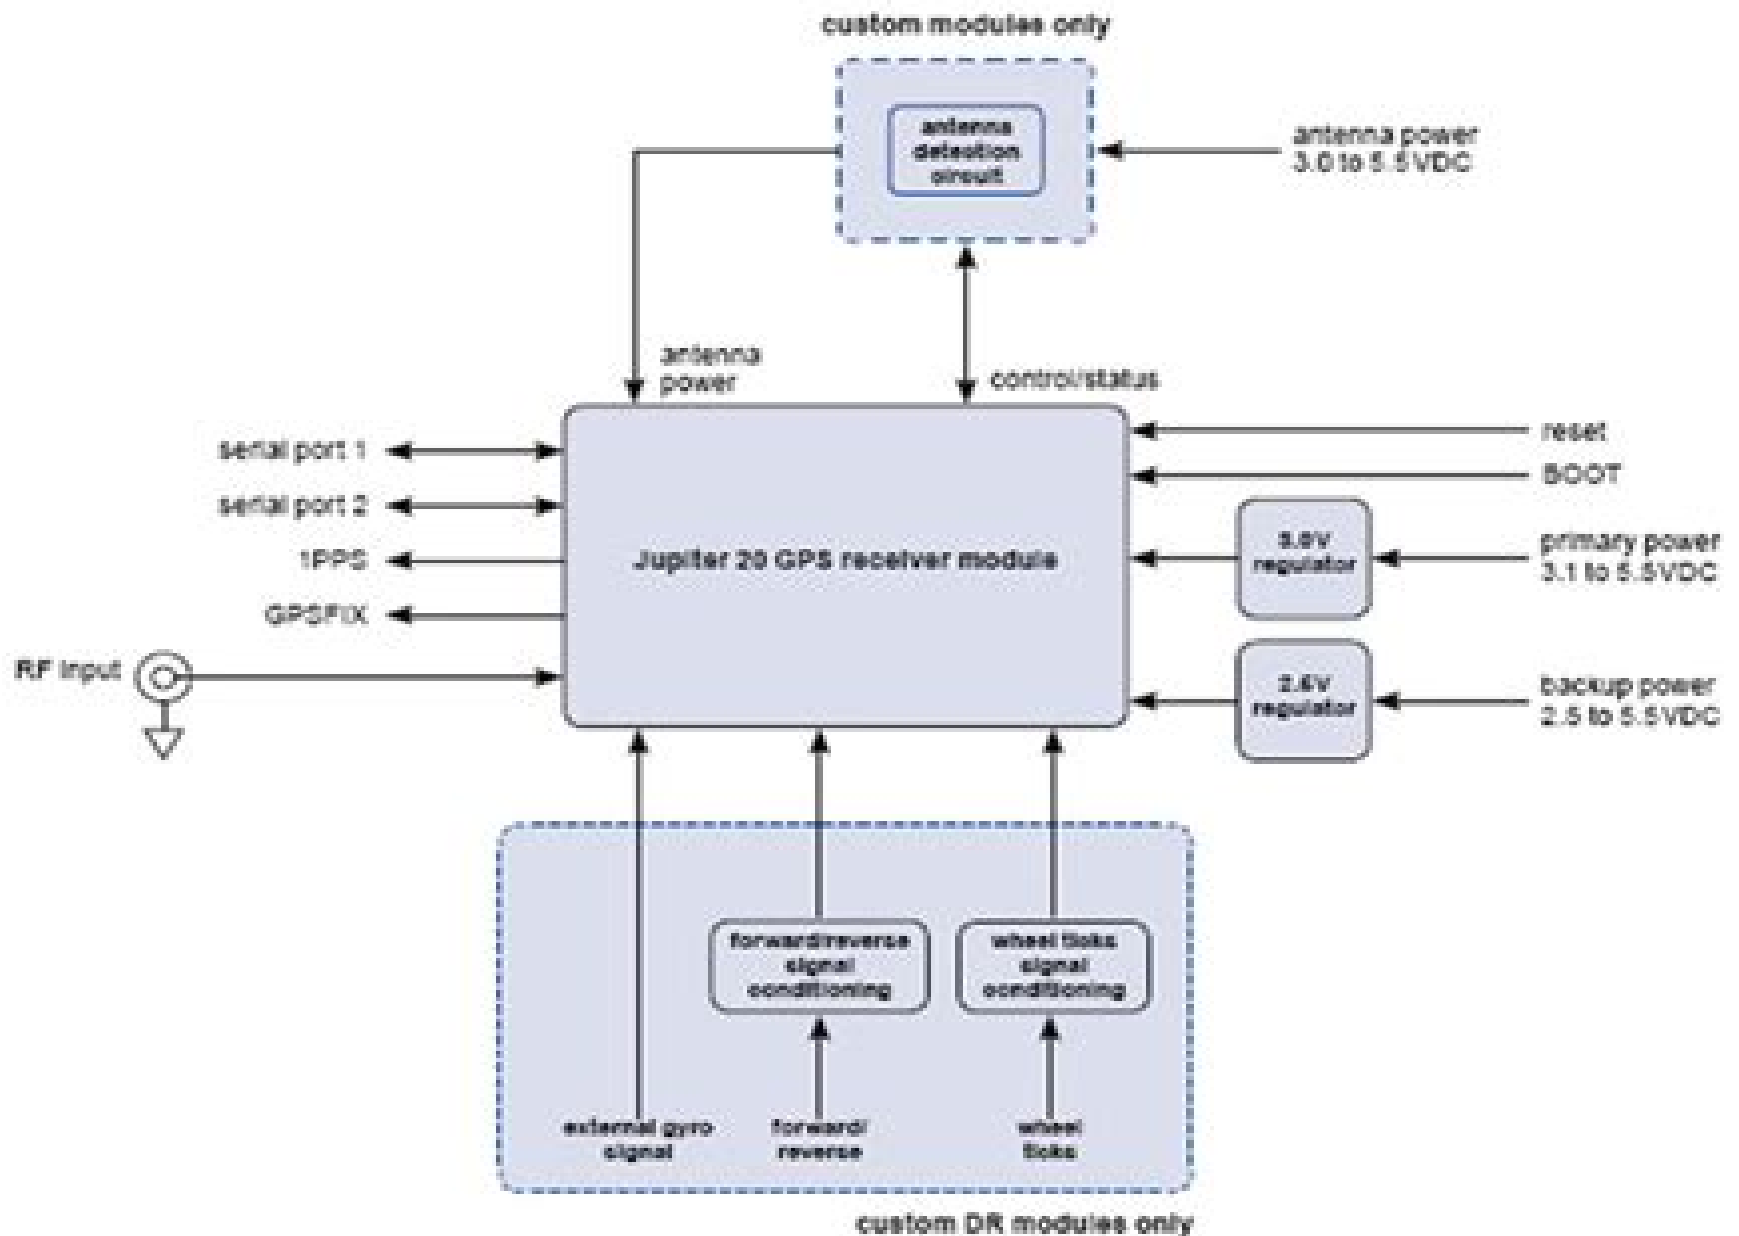 custom modules only
antenna
detection
circuit
antenna power
3.0 to 5.5VDC
antenna
power
control/status
serial port 1
serial port 2
1PPS
GPSFIX
RF Input
Jupiter 20 GPS receiver module
reset
BOOT
regulator
primary power
3.1 to 5.5VDC
regulator
backup power
2.5 to 5.5VDC
forward/reverse
signal
conditioning
wheel ticks
signal
conditioning
external gyro
signal
forward/
reverse
wheel
ticks
custom DR modules only